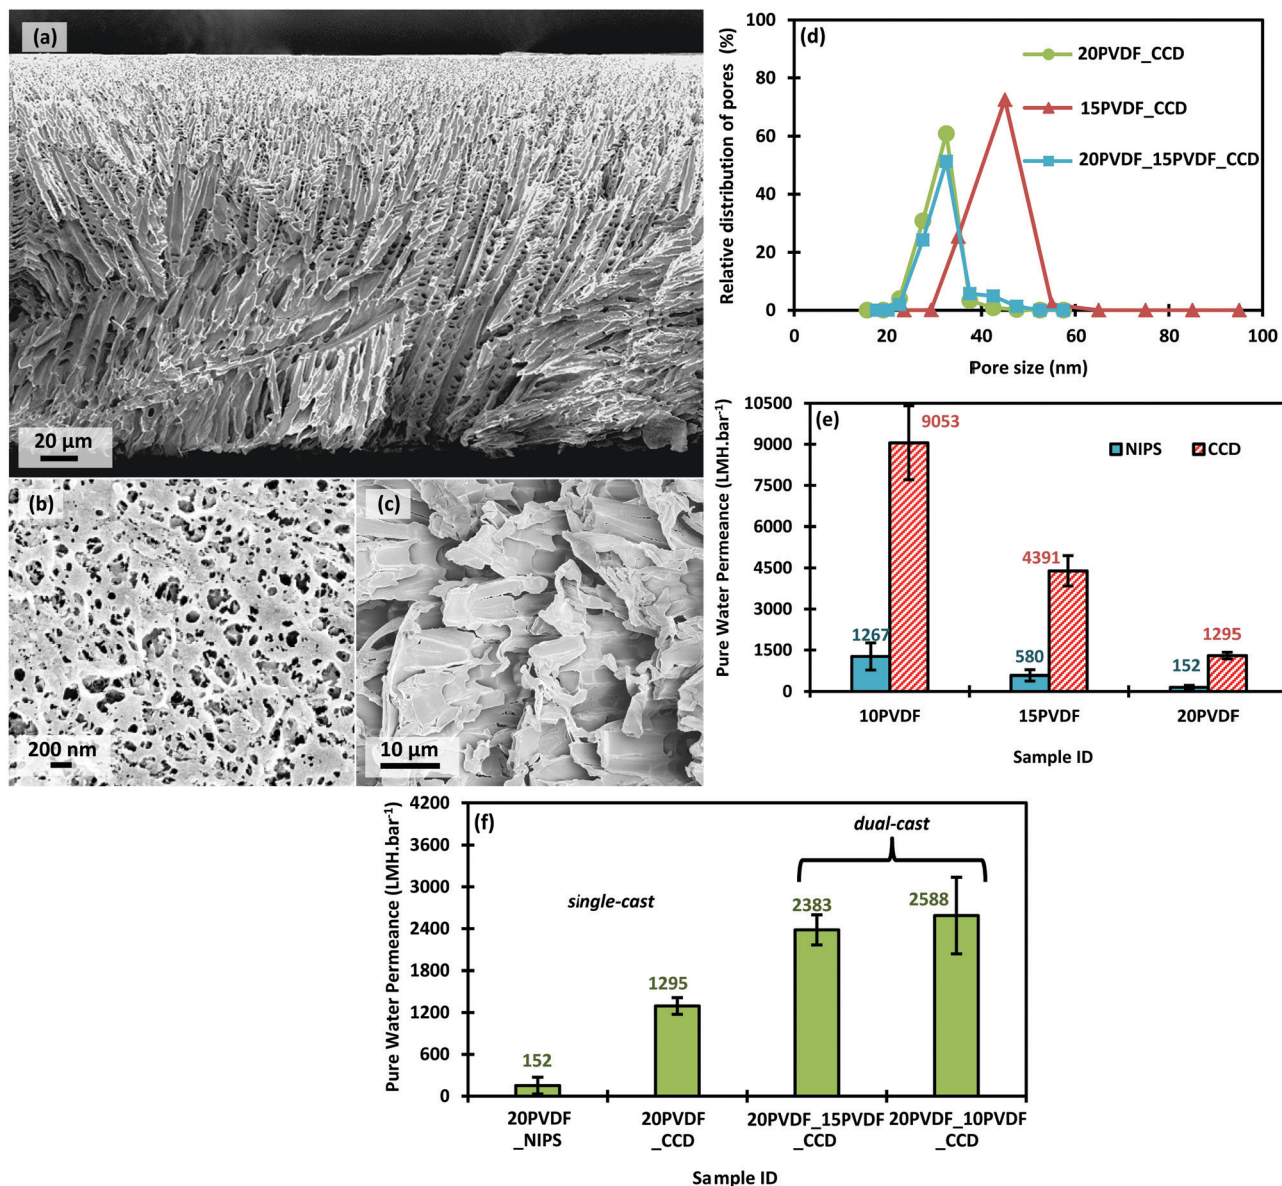 (a)
20 µm
(b)
200 nm
(c)
10 µm
(d)
Relative distribution of pores (%)
100
80
60
40
20
0
0
20
40
60
80
100
Pore size (nm)
20PVDF_CCD
15PVDF_CCD
20PVDF_15PVDF_CCD
(e)
Pure Water Permeance (LMH.bar⁻¹)
10500
9000
7500
6000
4500
3000
1500
0
NIPS
CCD
1267
9053
580
4391
152
1295
10PVDF
15PVDF
20PVDF
Sample ID
(f)
Pure Water Permeance (LMH.bar⁻¹)
4200
3600
3000
2400
1800
1200
600
0
single-cast
dual-cast
152
1295
2383
2588
20PVDF
_NIPS
20PVDF
_CCD
20PVDF_15PVDF
_CCD
20PVDF_10PVDF
_CCD
Sample ID